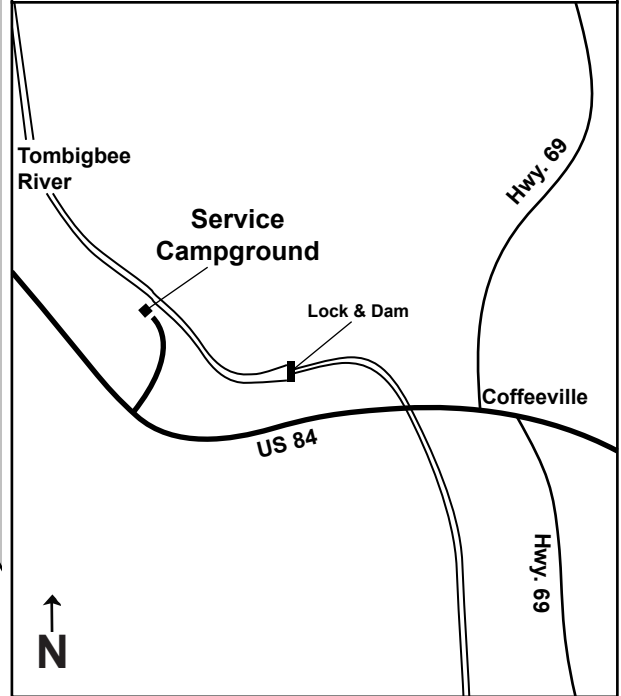 Tombigbee
River
Hwy. 69
Service
Campground
Lock & Dam
Coffeeville
US 84
Hwy. 69
N